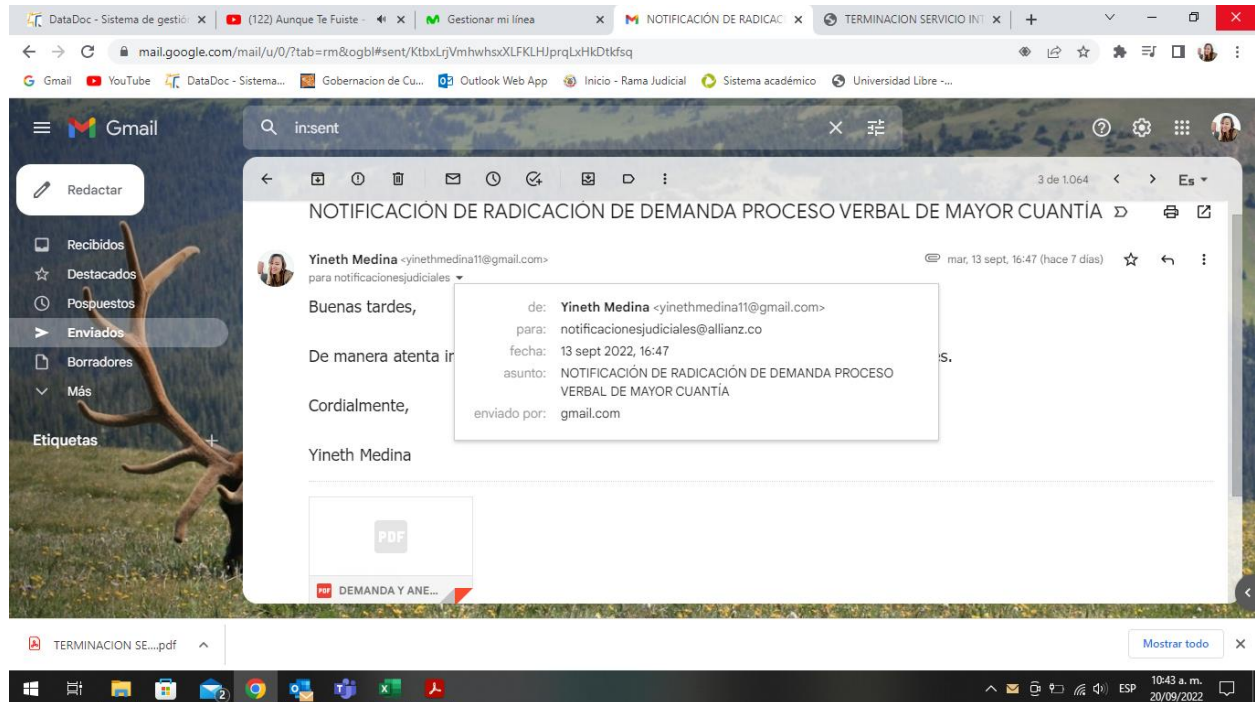 DataDoc - Sistema de gestió
(122) Aunque Te Fuiste -
Gestionar mi línea
NOTIFICACIÓN DE RADICAC
TERMINACION SERVICIO INT
mail.google.com/mail/u/0/?tab=rm&ogbl#sent/KtbxLrjVmhwhsxXLFKLHJprqLxHkDtkfsq
Gmail
YouTube
DataDoc - Sistema...
Gobernacion de Cu...
Outlook Web App
Inicio - Rama Judicial
Sistema académico
Universidad Libre -...
Gmail
in:sent
Redactar
3 de 1.064
Es
NOTIFICACIÓN DE RADICACIÓN DE DEMANDA PROCESO VERBAL DE MAYOR CUANTÍA
Recibidos
Destacados
Pospuestos
Enviados
Borradores
Más
Etiquetas
Yineth Medina <yinethmedina11@gmail.com>
mar, 13 sept, 16:47 (hace 7 días)
para notificacionesjudiciales
Buenas tardes,
de: Yineth Medina <yinethmedina11@gmail.com>
para: notificacionesjudiciales@allianz.co
fecha: 13 sept 2022, 16:47
asunto: NOTIFICACIÓN DE RADICACIÓN DE DEMANDA PROCESO
VERBAL DE MAYOR CUANTÍA
enviado por: gmail.com
De manera atenta ir
es.
Cordialmente,
Yineth Medina
PDF
PDF DEMANDA Y ANE...
TERMINACION SE....pdf
Mostrar todo
2
ESP
10:43 a. m.
20/09/2022